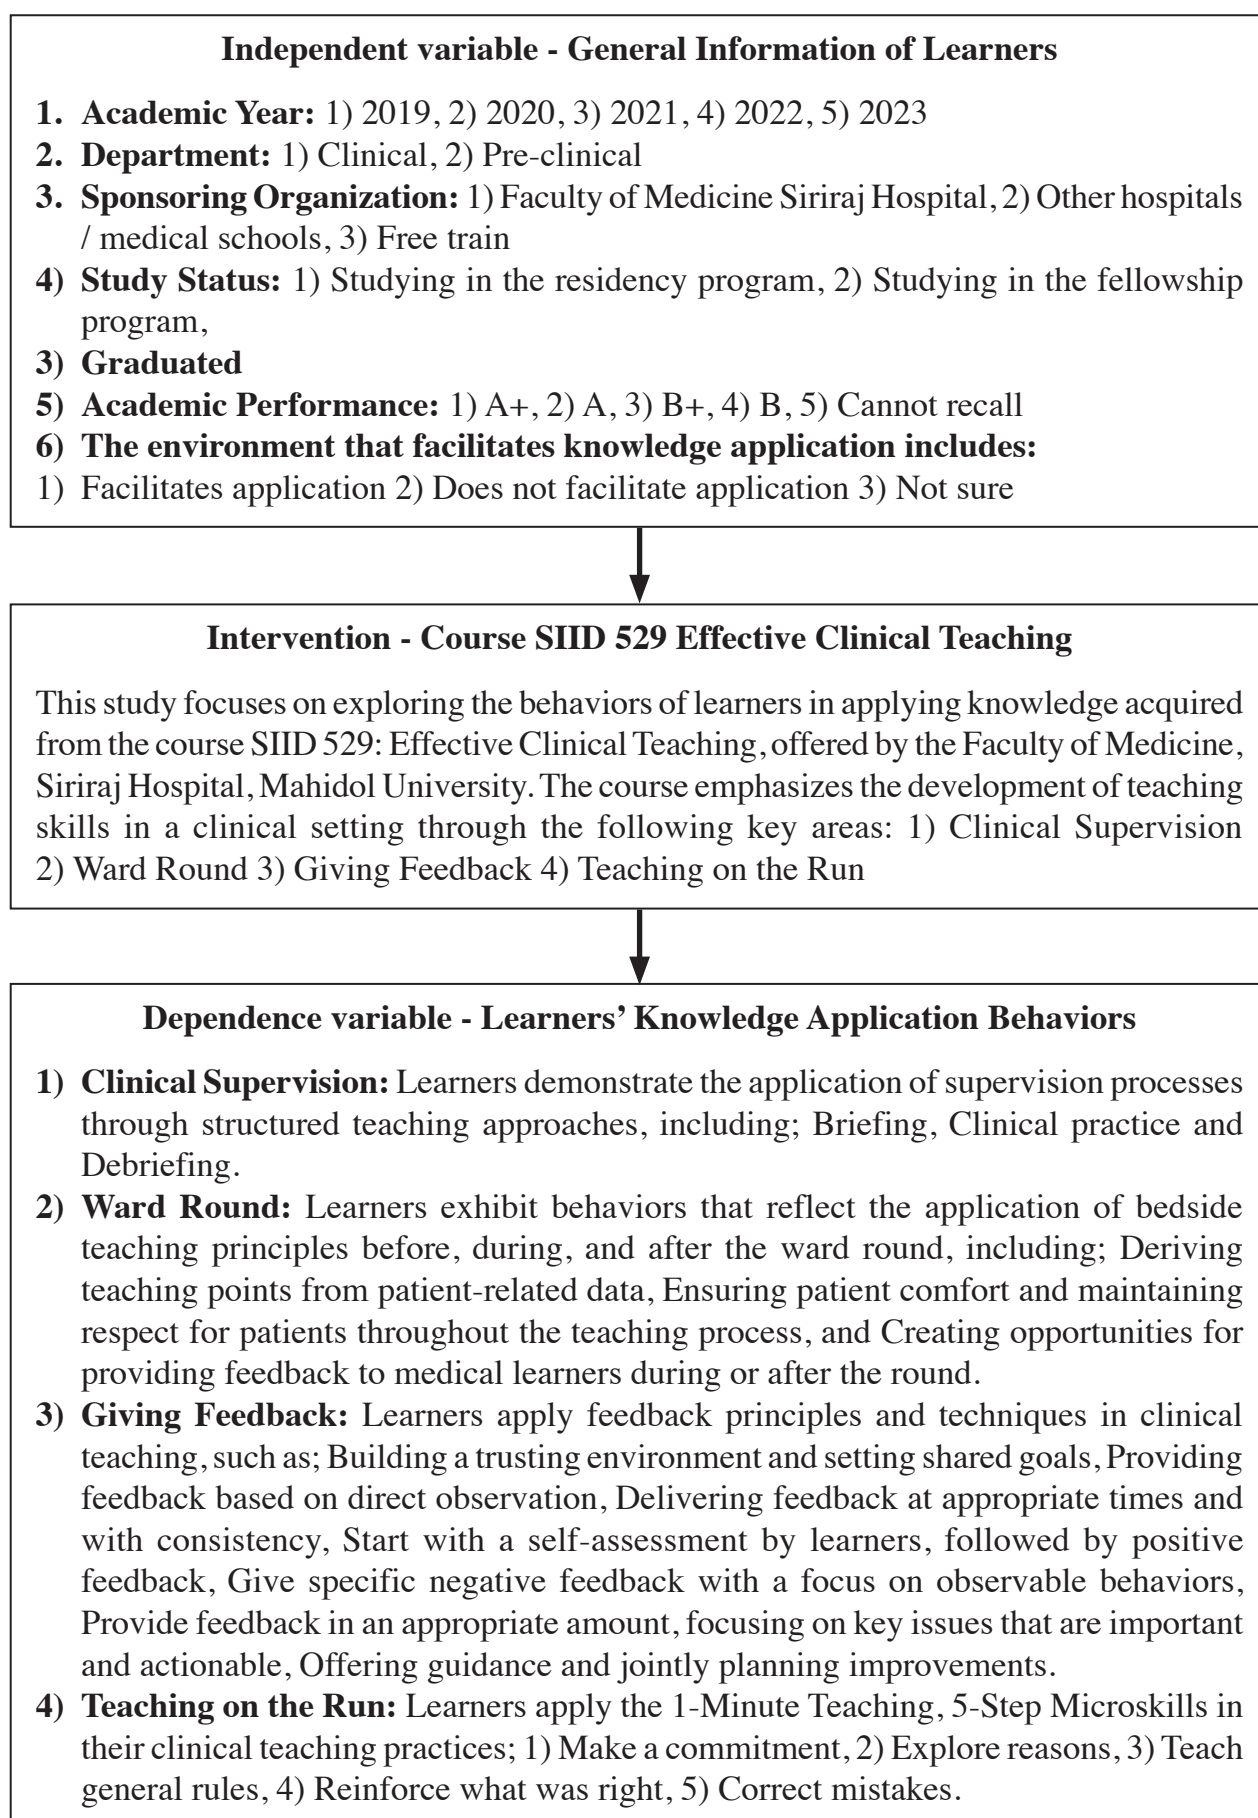 Independent variable - General Information of Learners
1. Academic Year: 1) 2019, 2) 2020, 3) 2021, 4) 2022, 5) 2023
2. Department: 1) Clinical, 2) Pre-clinical
3. Sponsoring Organization: 1) Faculty of Medicine Siriraj Hospital, 2) Other hospitals
/ medical schools, 3) Free train
4) Study Status: 1) Studying in the residency program, 2) Studying in the fellowship
program,
3) Graduated
5) Academic Performance: 1) A+, 2) A, 3) B+, 4) B, 5) Cannot recall
6) The environment that facilitates knowledge application includes:
1) Facilitates application 2) Does not facilitate application 3) Not sure
Intervention - Course SIID 529 Effective Clinical Teaching
This study focuses on exploring the behaviors of learners in applying knowledge acquired
from the course SIID 529: Effective Clinical Teaching, offered by the Faculty of Medicine,
Siriraj Hospital, Mahidol University. The course emphasizes the development of teaching
skills in a clinical setting through the following key areas: 1) Clinical Supervision
2) Ward Round 3) Giving Feedback 4) Teaching on the Run
Dependence variable - Learners’ Knowledge Application Behaviors
1) Clinical Supervision: Learners demonstrate the application of supervision processes
through structured teaching approaches, including; Briefing, Clinical practice and
Debriefing.
2) Ward Round: Learners exhibit behaviors that reflect the application of bedside
teaching principles before, during, and after the ward round, including; Deriving
teaching points from patient-related data, Ensuring patient comfort and maintaining
respect for patients throughout the teaching process, and Creating opportunities for
providing feedback to medical learners during or after the round.
3) Giving Feedback: Learners apply feedback principles and techniques in clinical
teaching, such as; Building a trusting environment and setting shared goals, Providing
feedback based on direct observation, Delivering feedback at appropriate times and
with consistency, Start with a self-assessment by learners, followed by positive
feedback, Give specific negative feedback with a focus on observable behaviors,
Provide feedback in an appropriate amount, focusing on key issues that are important
and actionable, Offering guidance and jointly planning improvements.
4) Teaching on the Run: Learners apply the 1-Minute Teaching, 5-Step Microskills in
their clinical teaching practices; 1) Make a commitment, 2) Explore reasons, 3) Teach
general rules, 4) Reinforce what was right, 5) Correct mistakes.